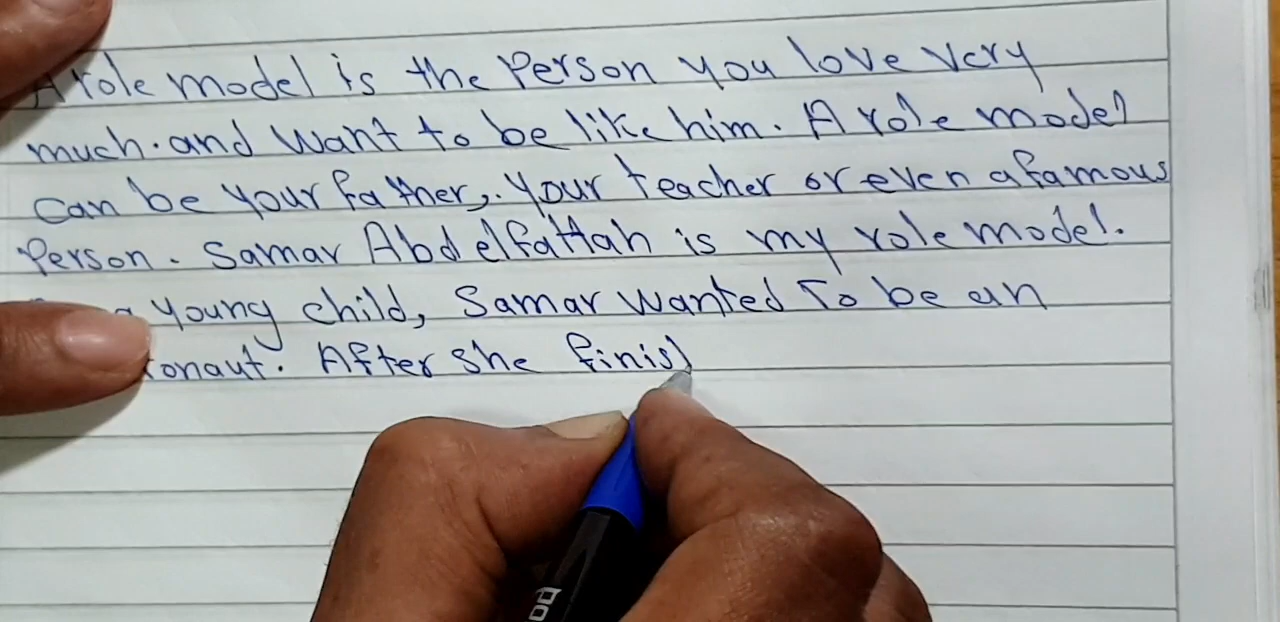 A role model is the Person you love very
much. and want to be like him. A role model
can be your father, your teacher or even a famous
Person. Samar Abdelfattah is my role model.
a young child, Samar wanted To be an
ronaut. After she finis